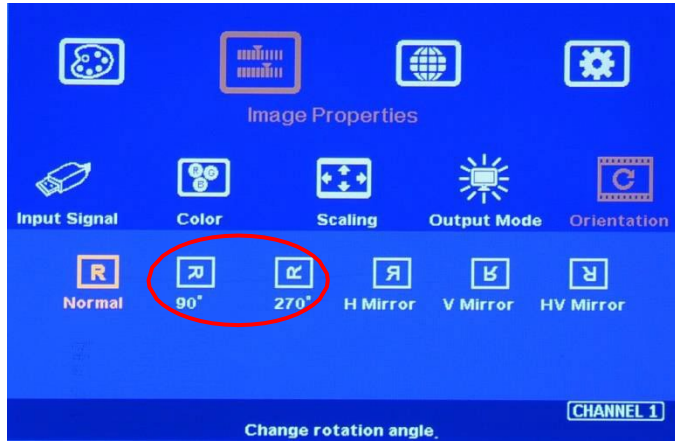 Image Properties
R G B
Input Signal Color Scaling Output Mode Orientation
R R R R R R
Normal 90° 270° H Mirror V Mirror HV Mirror
CHANNEL 1
Change rotation angle.